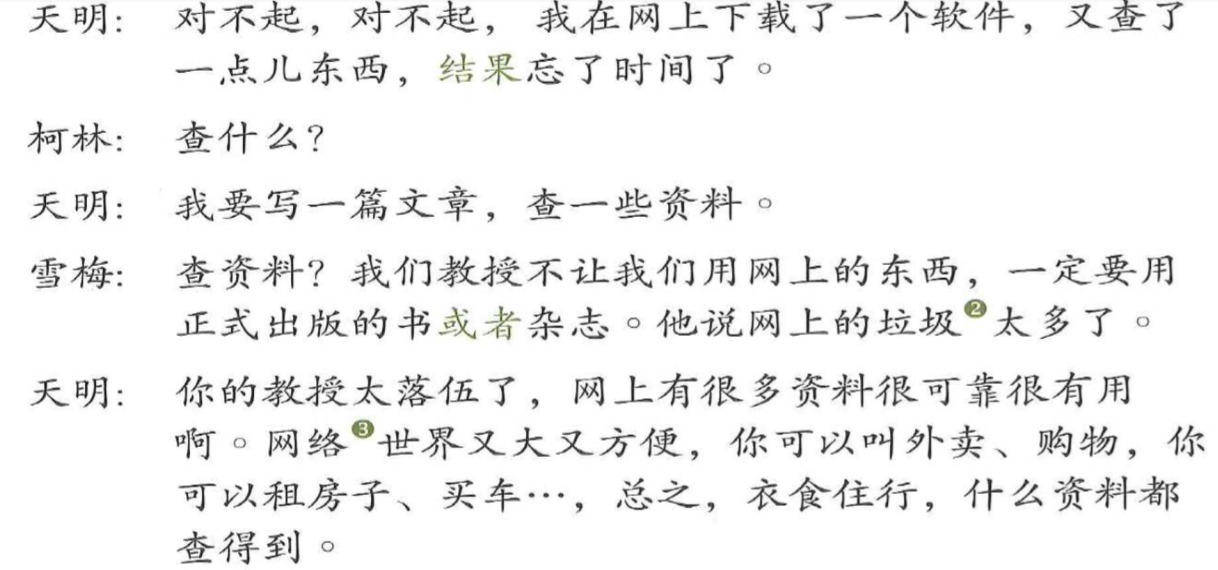 天明: 对不起，对不起， 我在网上下载了一个软件，又查了
一点儿东西，结果忘了时间了。
柯林: 查什么？
天明: 我要写一篇文章，查一些资料。
雪梅: 查资料？我们教授不让我们用网上的东西，一定要用
正式出版的书或者杂志。他说网上的垃圾❷太多了。
天明: 你的教授太落伍了，网上有很多资料很可靠很有用
啊。网络❸世界又大又方便，你可以叫外卖、购物，你
可以租房子、买车…，总之，衣食住行，什么资料都
查得到。